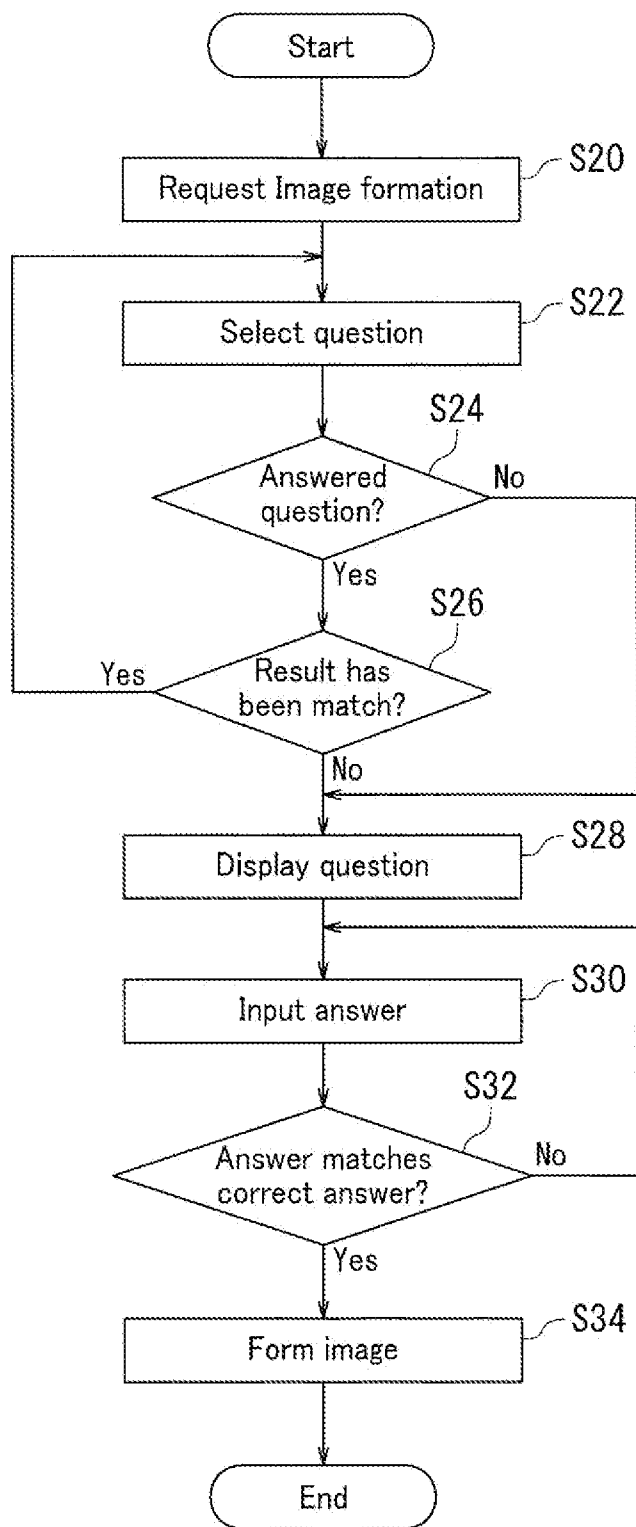 Start
Request Image formation
S20
Select question
S22
S24
Answered
question?
No
Yes
S26
Yes
Result has
been match?
No
Display question
S28
Input answer
S30
S32
Answer matches
correct answer?
No
Yes
Form image
S34
End